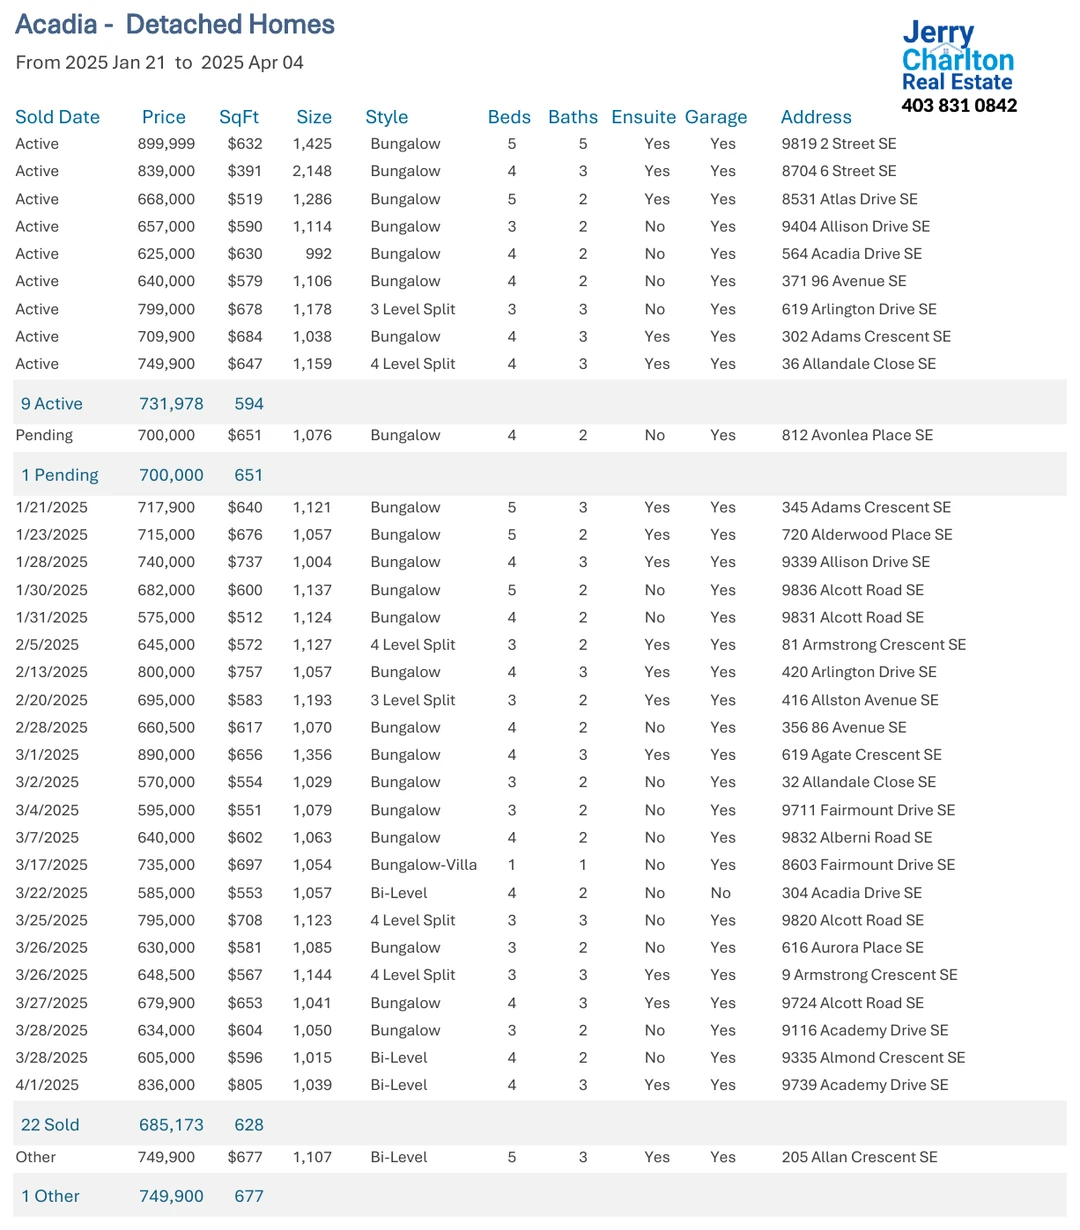 Acadia - Detached Homes
From 2025 Jan 21 to 2025 Apr 04
Jerry
Charlton
Real Estate
403 831 0842
Sold Date Price SqFt Size Style Beds Baths Ensuite Garage Address
Active 899,999 $632 1,425 Bungalow 5 5 Yes Yes 9819 2 Street SE
Active 839,000 $391 2,148 Bungalow 4 3 Yes Yes 8704 6 Street SE
Active 668,000 $519 1,286 Bungalow 5 2 Yes Yes 8531 Atlas Drive SE
Active 657,000 $590 1,114 Bungalow 3 2 No Yes 9404 Allison Drive SE
Active 625,000 $630 992 Bungalow 4 2 No Yes 564 Acadia Drive SE
Active 640,000 $579 1,106 Bungalow 4 2 No Yes 371 96 Avenue SE
Active 799,000 $678 1,178 3 Level Split 3 3 No Yes 619 Arlington Drive SE
Active 709,900 $684 1,038 Bungalow 4 3 Yes Yes 302 Adams Crescent SE
Active 749,900 $647 1,159 4 Level Split 4 3 Yes Yes 36 Allandale Close SE
9 Active 731,978 594
Pending 700,000 $651 1,076 Bungalow 4 2 No Yes 812 Avonlea Place SE
1 Pending 700,000 651
1/21/2025 717,900 $640 1,121 Bungalow 5 3 Yes Yes 345 Adams Crescent SE
1/23/2025 715,000 $676 1,057 Bungalow 5 2 Yes Yes 720 Alderwood Place SE
1/28/2025 740,000 $737 1,004 Bungalow 4 3 Yes Yes 9339 Allison Drive SE
1/30/2025 682,000 $600 1,137 Bungalow 5 2 No Yes 9836 Alcott Road SE
1/31/2025 575,000 $512 1,124 Bungalow 4 2 No Yes 9831 Alcott Road SE
2/5/2025 645,000 $572 1,127 4 Level Split 3 2 Yes Yes 81 Armstrong Crescent SE
2/13/2025 800,000 $757 1,057 Bungalow 4 3 Yes Yes 420 Arlington Drive SE
2/20/2025 695,000 $583 1,193 3 Level Split 3 2 Yes Yes 416 Allston Avenue SE
2/28/2025 660,500 $617 1,070 Bungalow 4 2 No Yes 356 86 Avenue SE
3/1/2025 890,000 $656 1,356 Bungalow 4 3 Yes Yes 619 Agate Crescent SE
3/2/2025 570,000 $554 1,029 Bungalow 3 2 No Yes 32 Allandale Close SE
3/4/2025 595,000 $551 1,079 Bungalow 3 2 No Yes 9711 Fairmount Drive SE
3/7/2025 640,000 $602 1,063 Bungalow 4 2 No Yes 9832 Alberni Road SE
3/17/2025 735,000 $697 1,054 Bungalow-Villa 1 1 No Yes 8603 Fairmount Drive SE
3/22/2025 585,000 $553 1,057 Bi-Level 4 2 No No 304 Acadia Drive SE
3/25/2025 795,000 $708 1,123 4 Level Split 3 3 No Yes 9820 Alcott Road SE
3/26/2025 630,000 $581 1,085 Bungalow 3 2 No Yes 616 Aurora Place SE
3/26/2025 648,500 $567 1,144 4 Level Split 3 3 Yes Yes 9 Armstrong Crescent SE
3/27/2025 679,900 $653 1,041 Bungalow 4 3 Yes Yes 9724 Alcott Road SE
3/28/2025 634,000 $604 1,050 Bungalow 3 2 No Yes 9116 Academy Drive SE
3/28/2025 605,000 $596 1,015 Bi-Level 4 2 No Yes 9335 Almond Crescent SE
4/1/2025 836,000 $805 1,039 Bi-Level 4 3 Yes Yes 9739 Academy Drive SE
22 Sold 685,173 628
Other 749,900 $677 1,107 Bi-Level 5 3 Yes Yes 205 Allan Crescent SE
1 Other 749,900 677